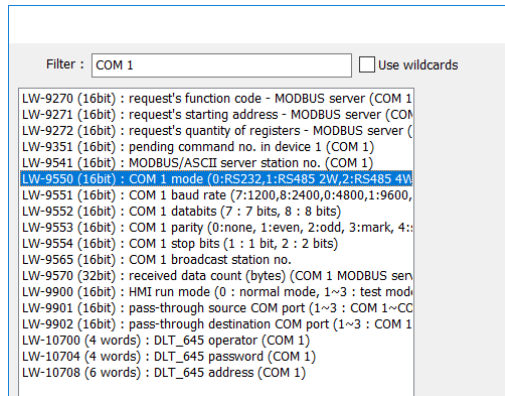 Filter : COM 1 Use wildcards
LW-9270 (16bit) : request's function code - MODBUS server (COM 1
LW-9271 (16bit) : request's starting address - MODBUS server (COM
LW-9272 (16bit) : request's quantity of registers - MODBUS server (
LW-9351 (16bit) : pending command no. in device 1 (COM 1)
LW-9541 (16bit) : MODBUS/ASCII server station no. (COM 1)
LW-9550 (16bit) : COM 1 mode (0:RS232,1:RS485 2W,2:RS485 4W
LW-9551 (16bit) : COM 1 baud rate (7:1200,8:2400,0:4800,1:9600,
LW-9552 (16bit) : COM 1 databits (7 : 7 bits, 8 : 8 bits)
LW-9553 (16bit) : COM 1 parity (0:none, 1:even, 2:odd, 3:mark, 4:
LW-9554 (16bit) : COM 1 stop bits (1 : 1 bit, 2 : 2 bits)
LW-9565 (16bit) : COM 1 broadcast station no.
LW-9570 (32bit) : received data count (bytes) (COM 1 MODBUS
LW-9900 (16bit) : HMI run mode (0 : normal mode, 1~3 : test
LW-9901 (16bit) : pass-through source COM port (1~3 : COM 1~
LW-9902 (16bit) : pass-through destination COM port (1~3 : COM 1
LW-10700 (4 words) : DLT_645 operator (COM 1)
LW-10704 (4 words) : DLT_645 password (COM 1)
LW-10708 (6 words) : DLT_645 address (COM 1)